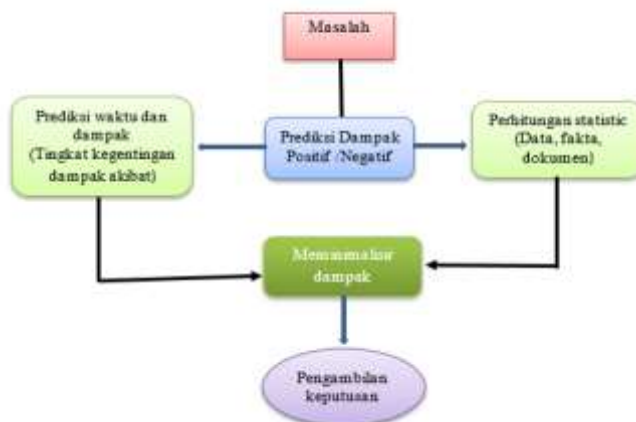 Masalah
Prediksi waktu dan
dampak
(Tingkat kegentingan
dampak akibat)
Prediksi Dampak
Positif /Negatif
Perhitungan statistic
(Data, fakta,
dokumen)
Meminimalisir
dampak
Pengambilan
keputusan